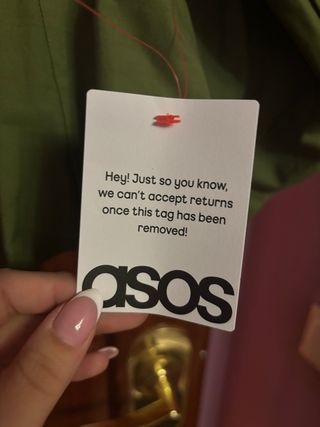 Hey! Just so you know,
we can't accept returns
once this tag has been
removed!
asos